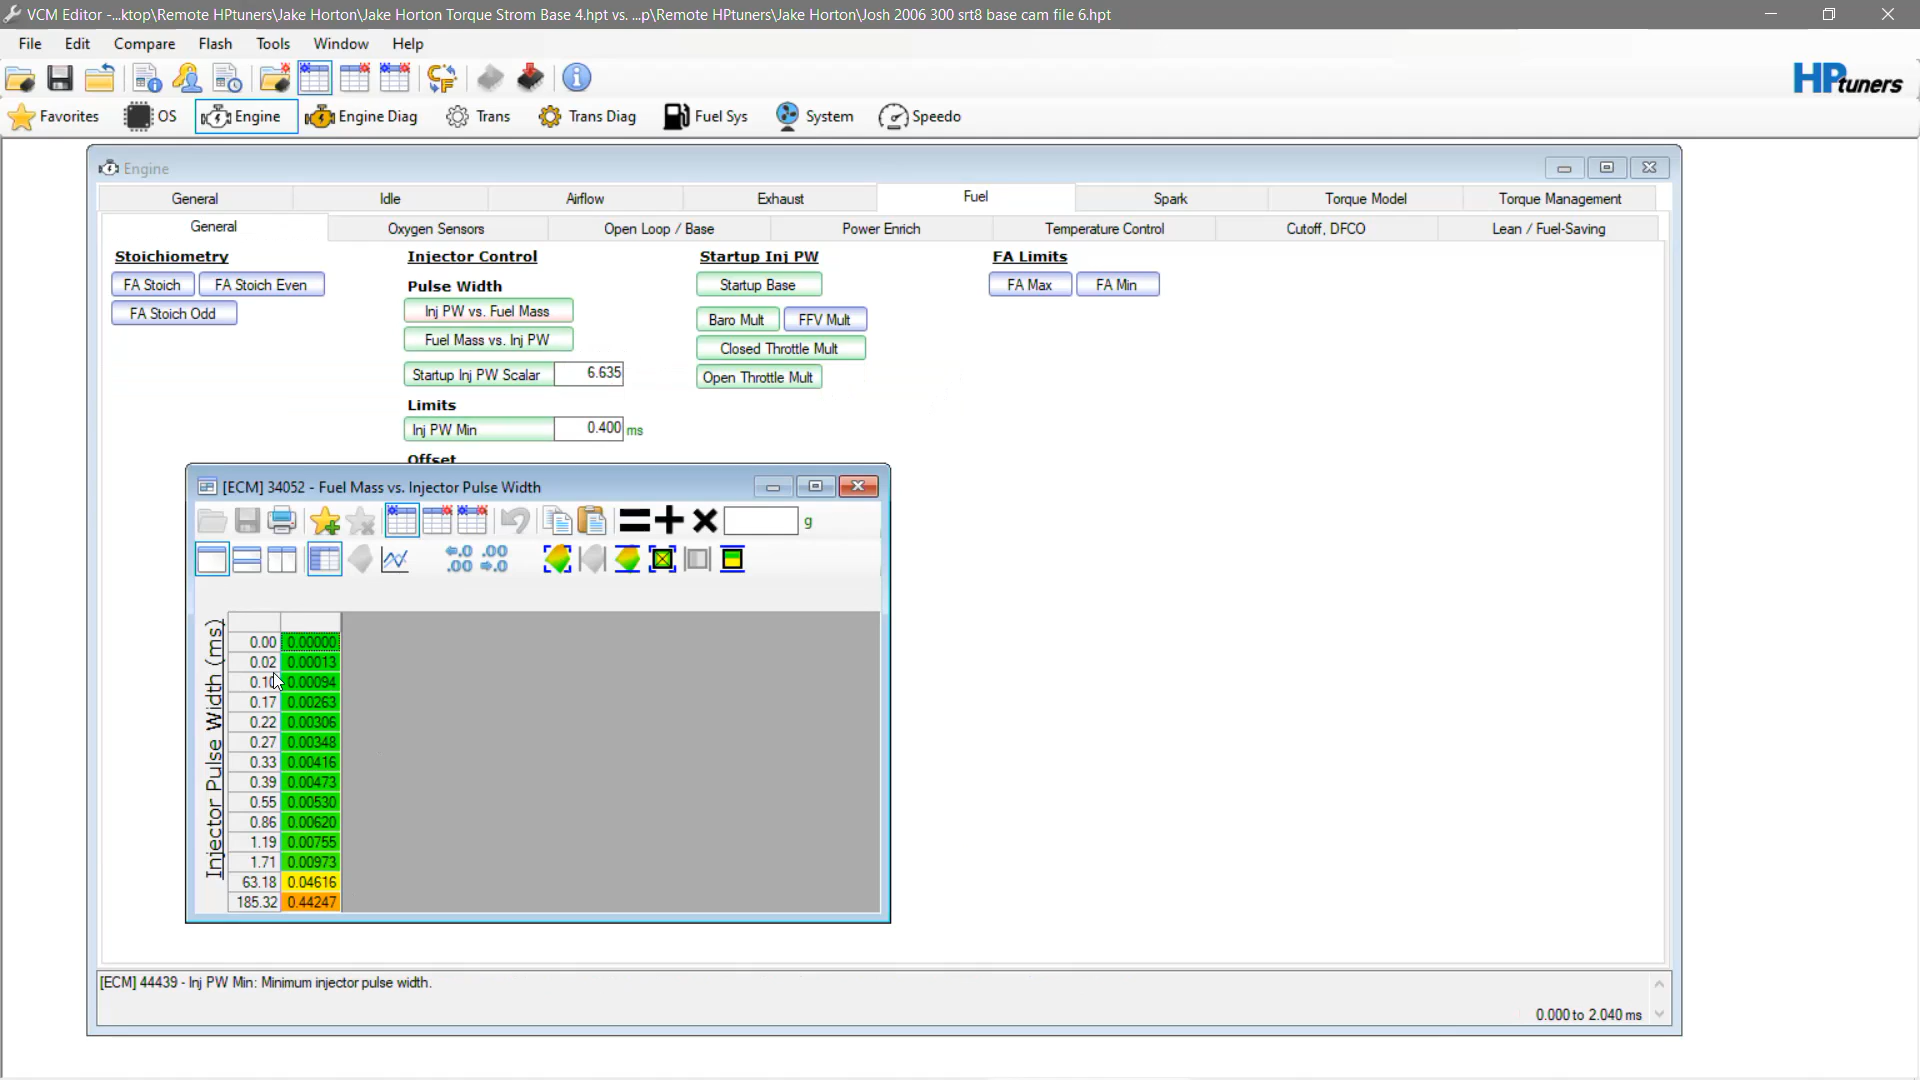 VCM Editor -...ktop\Remote HPtuners\Jake Horton\Jake Horton Torque Strom Base 4.hpt vs. ...p\Remote HPtuners\Jake Horton\Josh 2006 300 srt8 base cam file 6.hpt
File Edit Compare Flash Tools Window Help
HPtuners
Favorites OS Engine Engine Diag Trans Trans Diag Fuel Sys System Speedo
Engine
General Idle Airflow Exhaust Fuel Spark Torque Model Torque Management
General Oxygen Sensors Open Loop / Base Power Enrich Temperature Control Cutoff, DFCO Lean / Fuel-Saving
Stoichiometry Injector Control Startup Inj PW FA Limits
FA Stoich FA Stoich Even Pulse Width Startup Base FA Max FA Min
FA Stoich Odd Inj PW vs. Fuel Mass Baro Mult FFV Mult
Fuel Mass vs. Inj PW Closed Throttle Mult
Startup Inj PW Scalar 6.635 Open Throttle Mult
Limits
Inj PW Min 0.400 ms
Offset
[ECM] 34052 - Fuel Mass vs. Injector Pulse Width
g
.0 .00
.00 .0
Injector Pulse Width (ms)
0.00 0.00000
0.02 0.00013
0.10 0.00094
0.17 0.00263
0.22 0.00306
0.27 0.00348
0.33 0.00416
0.39 0.00473
0.55 0.00530
0.86 0.00620
1.19 0.00755
1.71 0.00973
63.18 0.04616
185.32 0.44247
[ECM] 44439 - Inj PW Min: Minimum injector pulse width.
0.000 to 2.040 ms